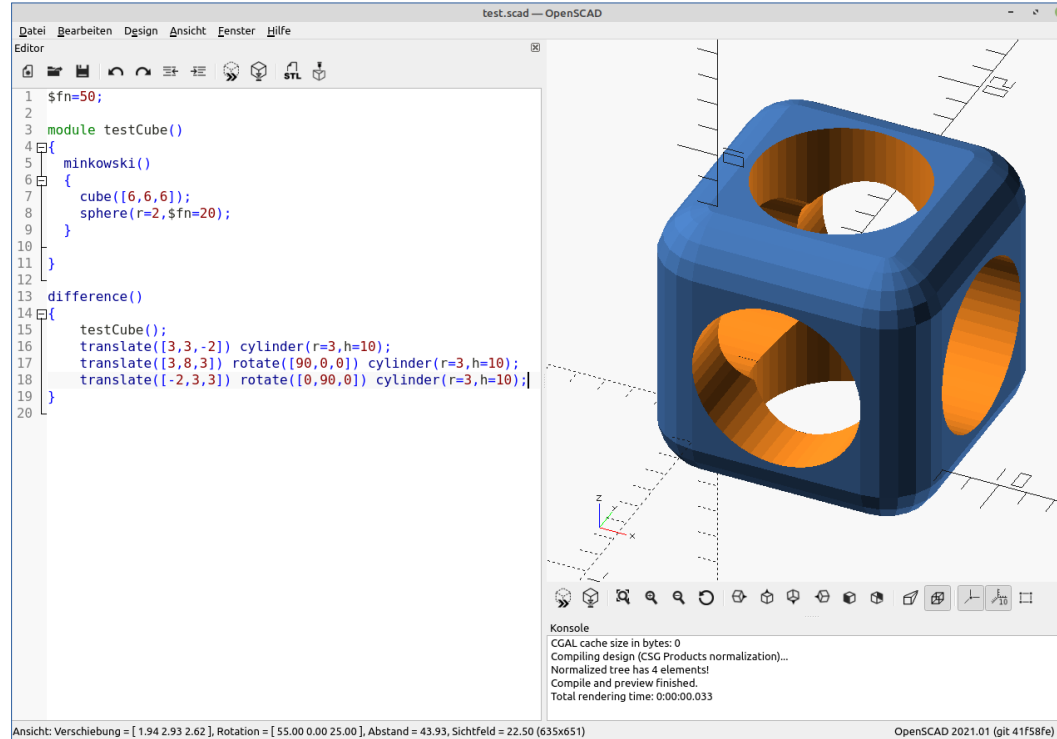 test.scad — OpenSCAD
Datei Bearbeiten Design Ansicht Fenster Hilfe
Editor
STL
1 $fn=50;
2
3 module testCube()
4 {
5 minkowski()
6 {
7 cube([6,6,6]);
8 sphere(r=2,$fn=20);
9 }
10
11 }
12
13 difference()
14 {
15 testCube();
16 translate([3,3,-2]) cylinder(r=3,h=10);
17 translate([3,8,3]) rotate([90,0,0]) cylinder(r=3,h=10);
18 translate([-2,3,3]) rotate([0,90,0]) cylinder(r=3,h=10);
19 }
20
10
10
z
x
10
Konsole
CGAL cache size in bytes: 0
Compiling design (CSG Products normalization)...
Normalized tree has 4 elements!
Compile and preview finished.
Total rendering time: 0:00:00.033
Ansicht: Verschiebung = [ 1.94 2.93 2.62 ], Rotation = [ 55.00 0.00 25.00 ], Abstand = 43.93, Sichtfeld = 22.50 (635x651)
OpenSCAD 2021.01 (git 41f58fe)